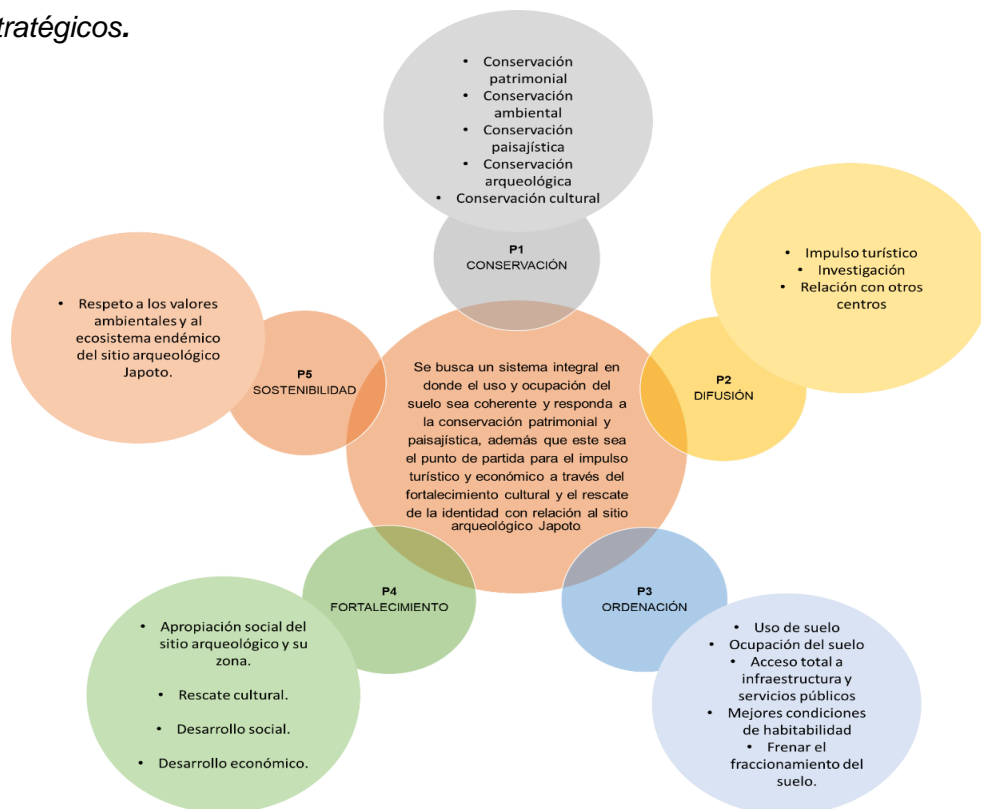 tratégicos.
• Conservación
patrimonial
• Conservación
ambiental
• Conservación
paisajística
• Conservación
arqueológica
• Conservación cultural
P1
CONSERVACIÓN
• Impulso turístico
• Investigación
• Relación con otros
centros
P2
DIFUSIÓN
• Respeto a los valores
ambientales y al
ecosistema endémico
del sitio arqueológico
Japoto.
P5
SOSTENIBILIDAD
Se busca un sistema integral en
donde el uso y ocupación del
suelo sea coherente y responda a
la conservación patrimonial y
paisajística, además que este sea
el punto de partida para el impulso
turístico y económico a través del
fortalecimiento cultural y el rescate
de la identidad con relación al sitio
arqueológico Japoto
P4
FORTALECIMIENTO
• Apropiación social del
sitio arqueológico y su
zona.
• Rescate cultural.
• Desarrollo social.
• Desarrollo económico.
P3
ORDENACIÓN
• Uso de suelo
• Ocupación del suelo
• Acceso total a
infraestructura y
servicios públicos
• Mejores condiciones
de habitabilidad
• Frenar el
fraccionamiento del
suelo.